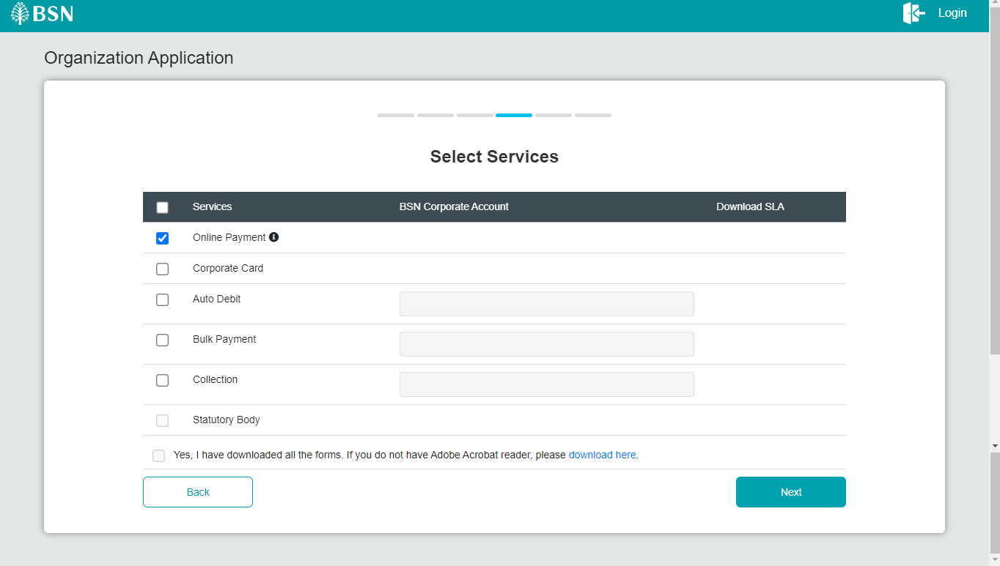 BSN
Login
Organization Application
Select Services
Services BSN Corporate Account Download SLA
Online Payment
Corporate Card
Auto Debit
Bulk Payment
Collection
Statutory Body
Yes, I have downloaded all the forms. If you do not have Adobe Acrobat reader, please download here.
Back Next